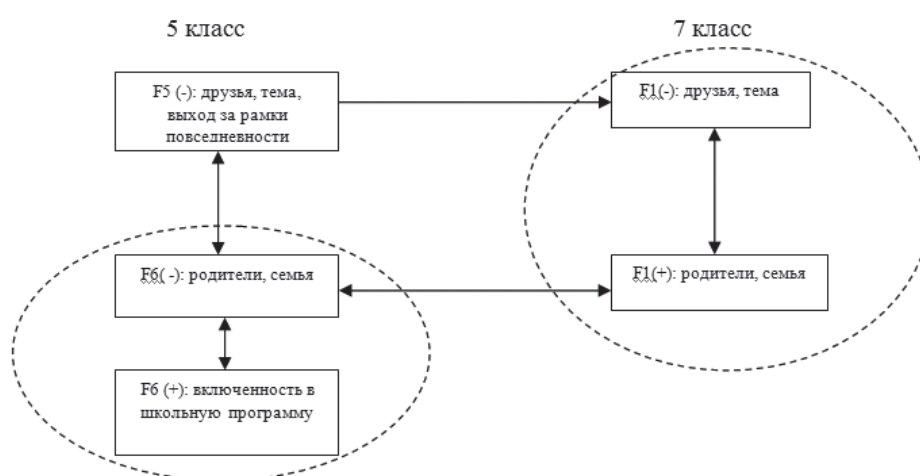 5 класс
7 класс
F5 (-): друзья, тема,
выход за рамки
повседневности
F1(-): друзья, тема
F6( -): родители, семья
F1(+): родители, семья
F6 (+): включенность в
школьную программу